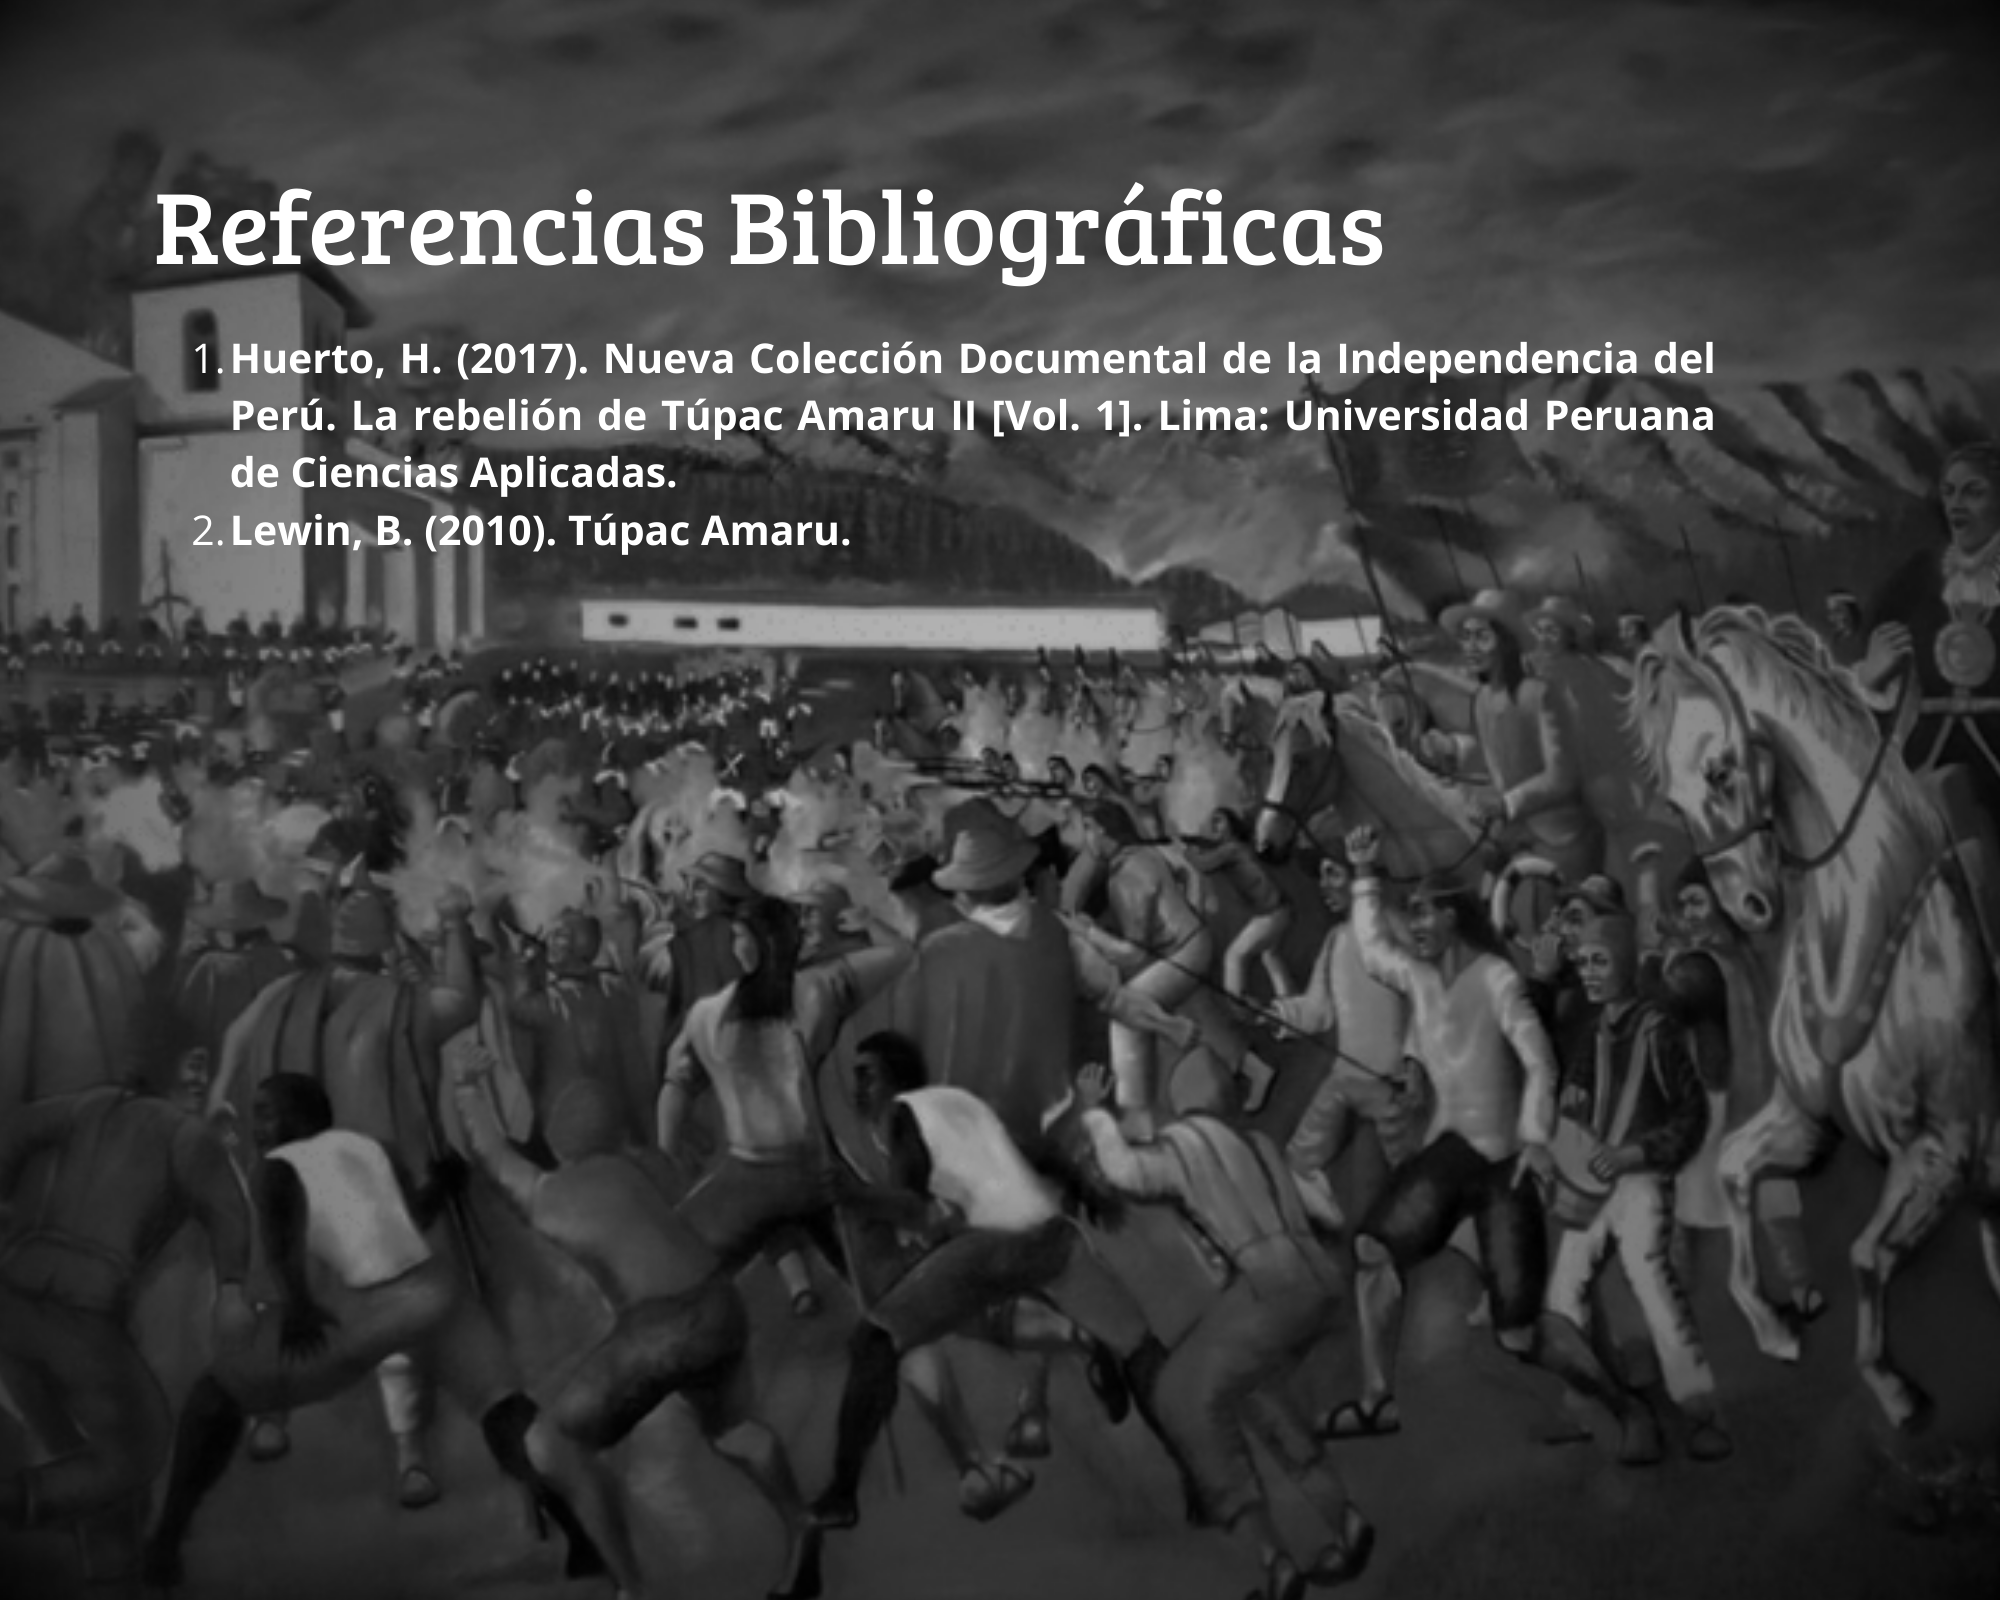 Referencias Bibliográficas
1. Huerto, H. (2017). Nueva Colección Documental de la Independencia del
Perú. La rebelión de Túpac Amaru II [Vol. 1]. Lima: Universidad Peruana
de Ciencias Aplicadas.
2. Lewin, B. (2010). Túpac Amaru.